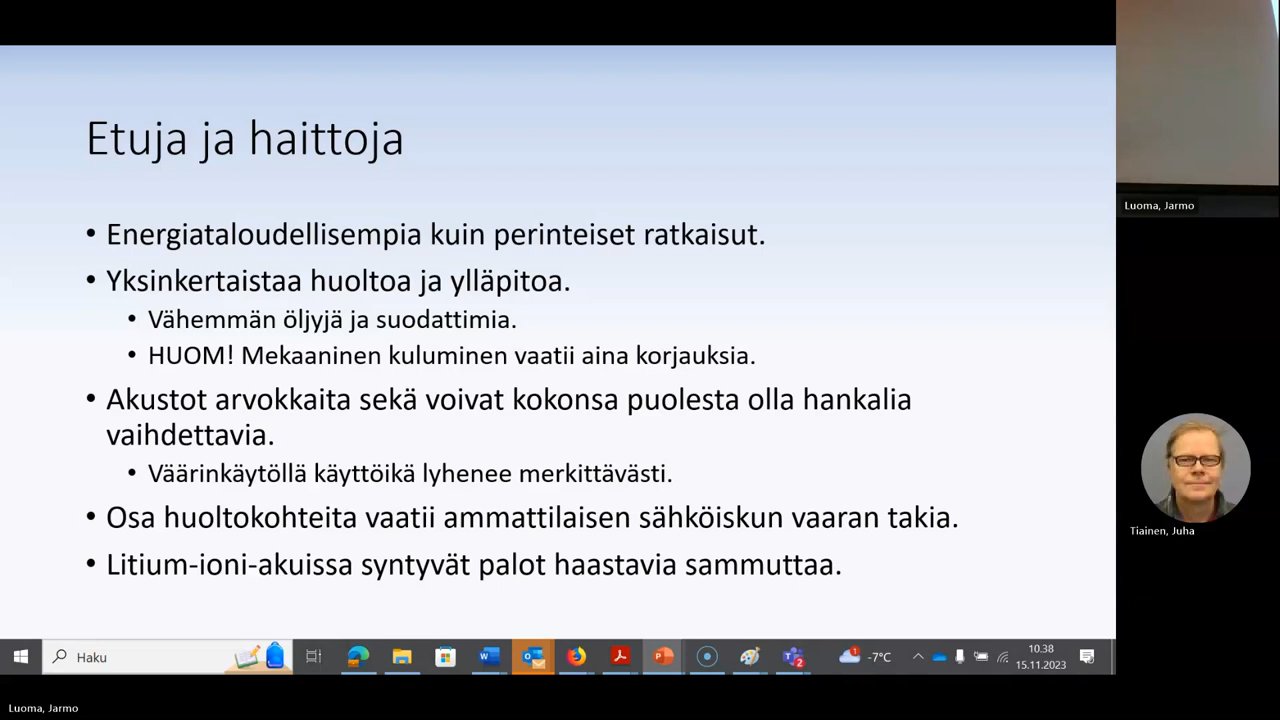 Etuja ja haittoja
• Energiataloudellisempia kuin perinteiset ratkaisut.
• Yksinkertaistaa huoltoa ja ylläpitoa.
• Vähemmän öljyjä ja suodattimia.
• HUOM! Mekaaninen kuluminen vaatii aina korjauksia.
• Akustot arvokkaita sekä voivat kokonsa puolesta olla hankalia
vaihdettavia.
• Väärinkäytöllä käyttöikä lyhenee merkittävästi.
• Osa huoltokohteita vaatii ammattilaisen sähköiskun vaaran takia.
• Litium-ioni-akuissa syntyvät palot haastavia sammuttaa.
Luoma, Jarmo
Tiainen, Juha
Haku
-7°C
10.38
15.11.2023
Luoma, Jarmo